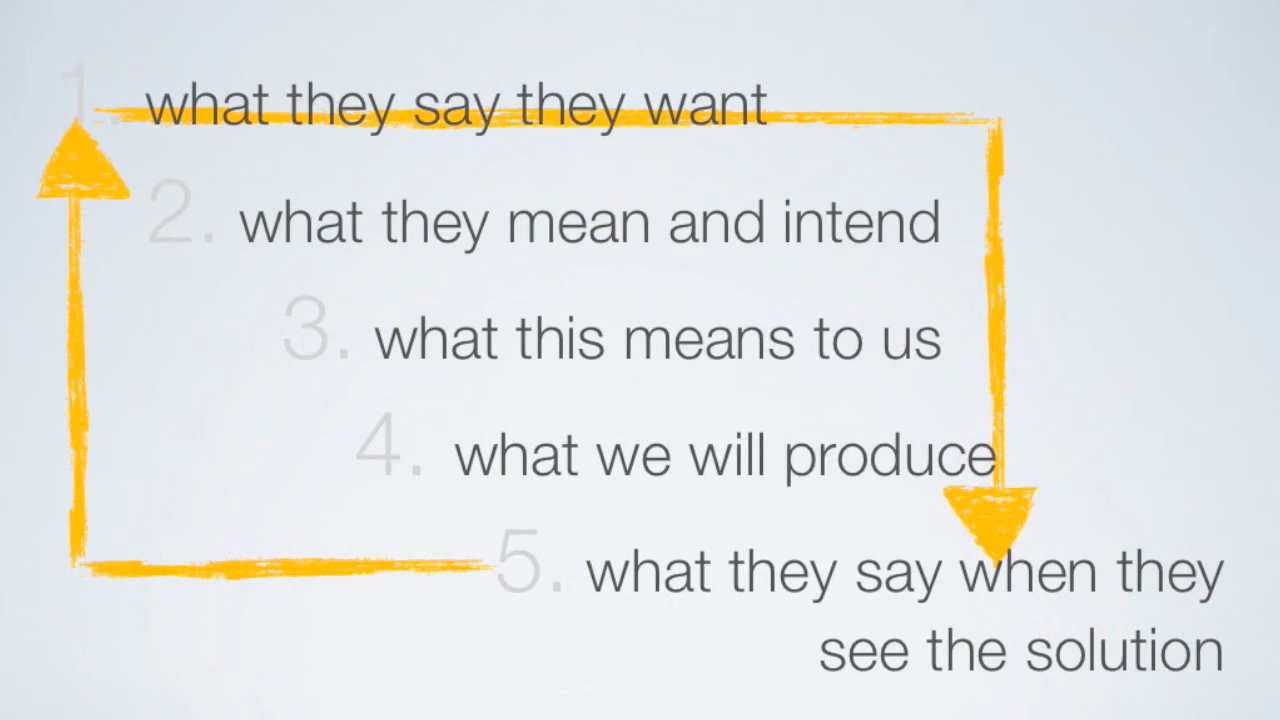 1. what they say they want
2. what they mean and intend
3. what this means to us
4. what we will produce
5. what they say when they
see the solution